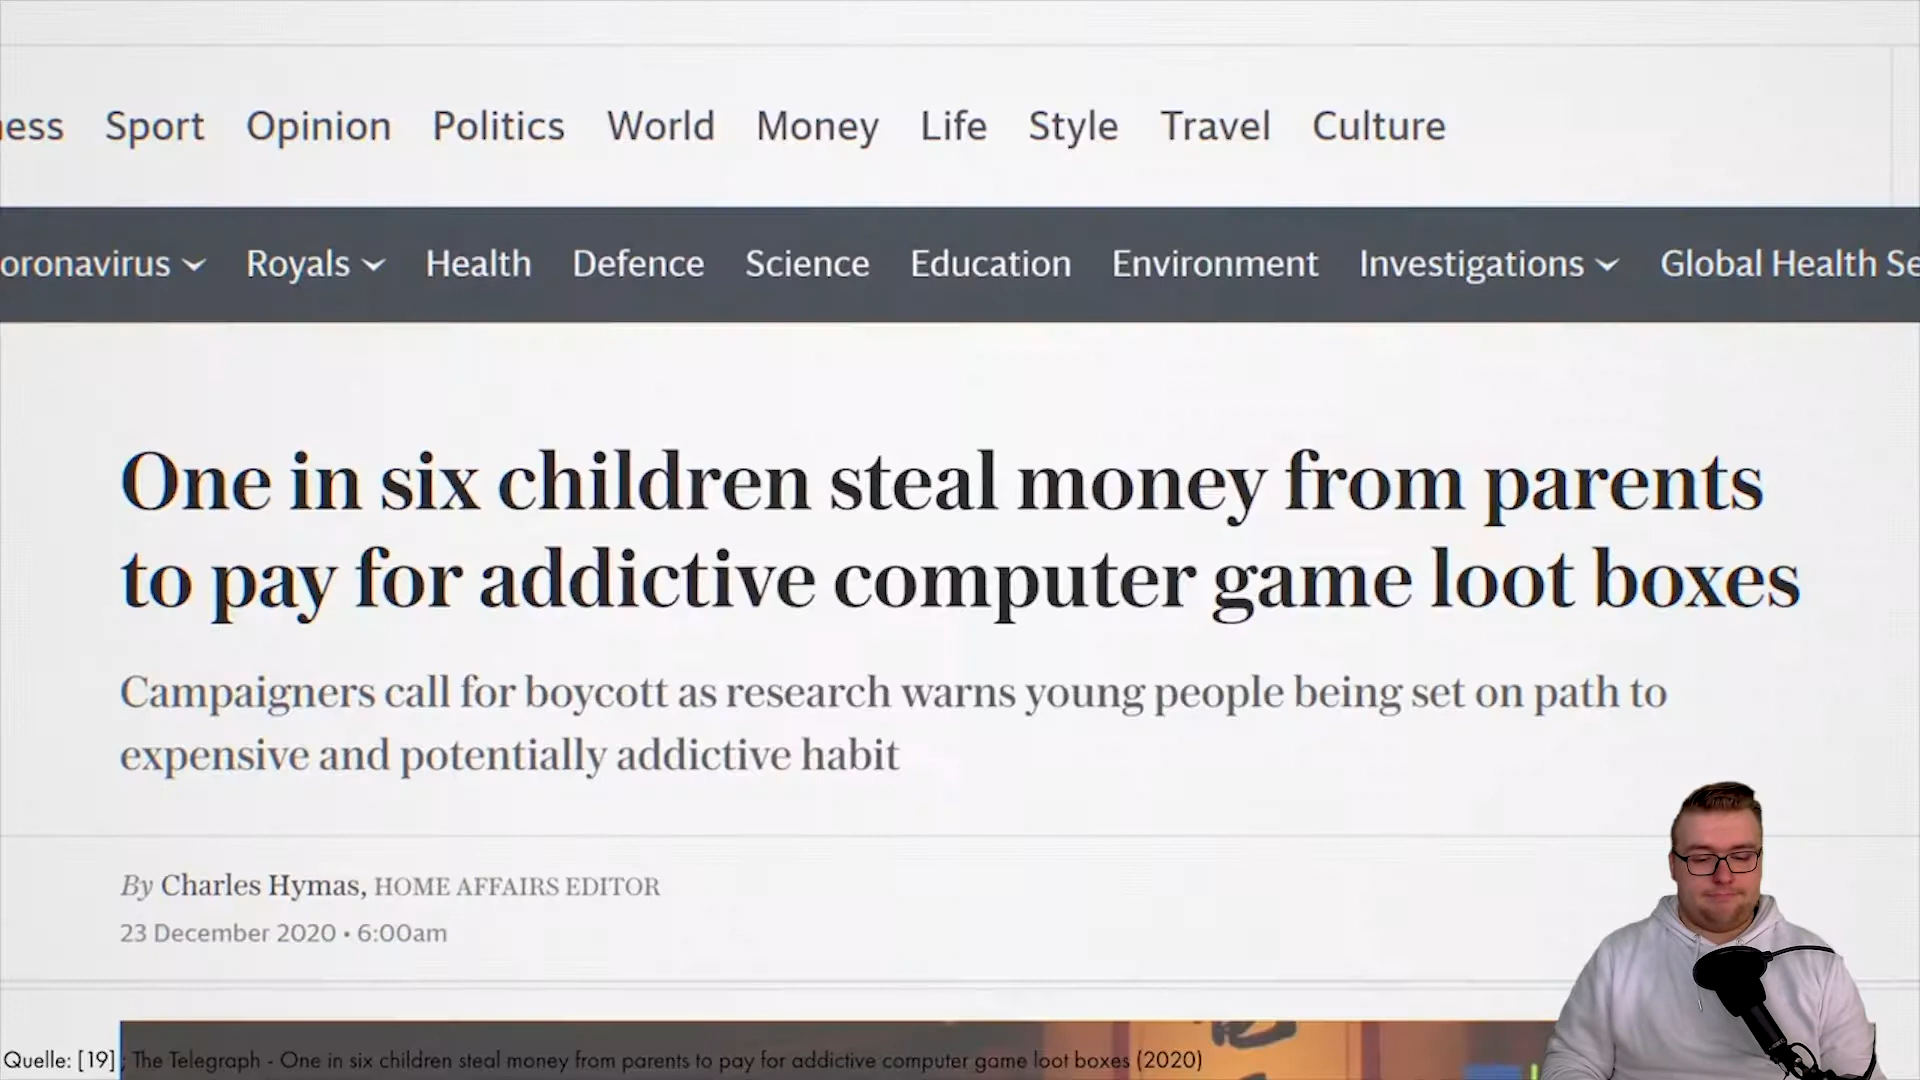 ness Sport Opinion Politics World Money Life Style Travel Culture
oronavirus Royals Health Defence Science Education Environment Investigations Global Health Se
One in six children steal money from parents
to pay for addictive computer game loot boxes
Campaigners call for boycott as research warns young people being set on path to
expensive and potentially addictive habit
By Charles Hymas, HOME AFFAIRS EDITOR
23 December 2020 • 6:00am
Quelle: [19] ; The Telegraph - One in six children steal money from parents to pay for addictive computer game loot boxes (2020)